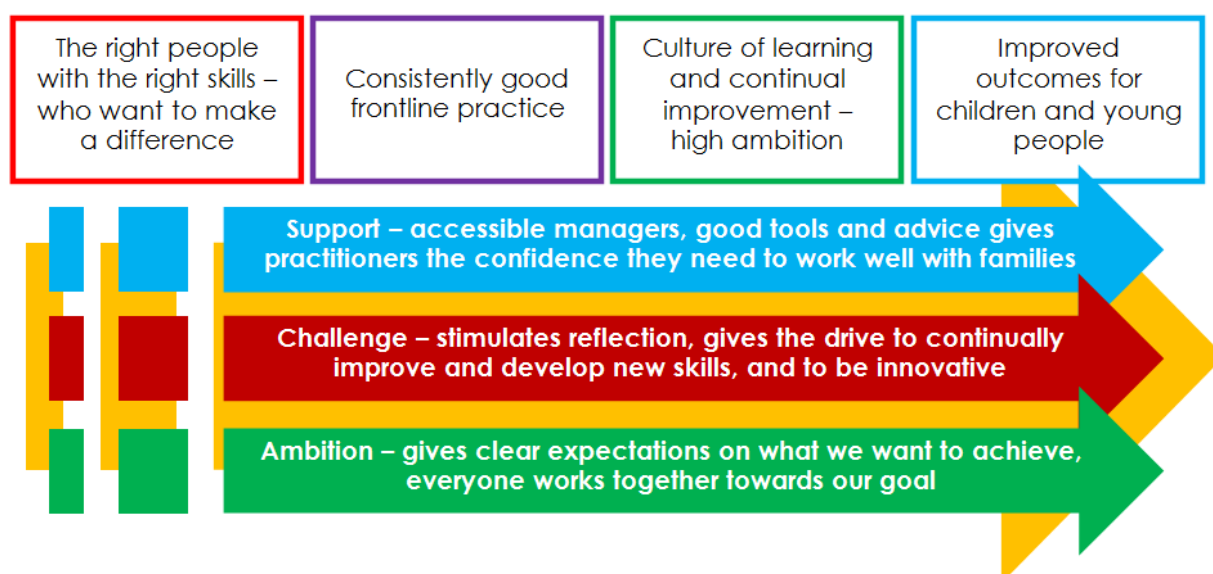 The right people
with the right skills –
who want to make
a difference
Consistently good
frontline practice
Culture of learning
and continual
improvement –
high ambition
Improved
outcomes for
children and young
people
Support – accessible managers, good tools and advice gives
practitioners the confidence they need to work well with families
Challenge – stimulates reflection, gives the drive to continually
improve and develop new skills, and to be innovative
Ambition – gives clear expectations on what we want to achieve,
everyone works together towards our goal